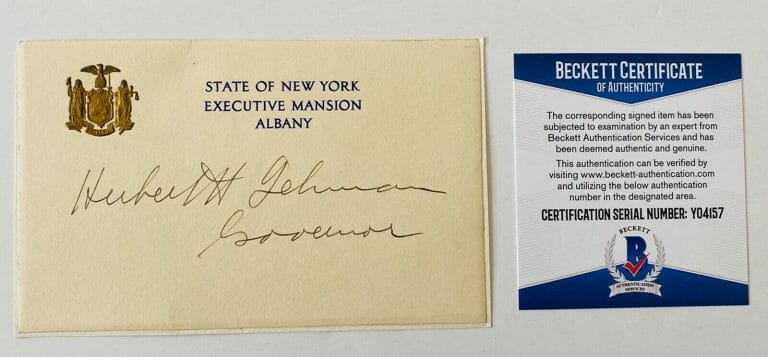 STATE OF NEW YORK
EXECUTIVE MANSION
ALBANY
Herbert H Lehman
Governor
BECKETT CERTIFICATE
OF AUTHENTICITY
The corresponding signed item has been
subjected to examination by an expert from
Beckett Authentication Services and has
been deemed authentic and genuine.
This authentication can be verified by
visiting www.beckett-authentication.com
and utilizing the below authentication
number in the designated area.
CERTIFICATION SERIAL NUMBER: Y04157
BECKETT
B
AUTHENTICATION
SERVICES